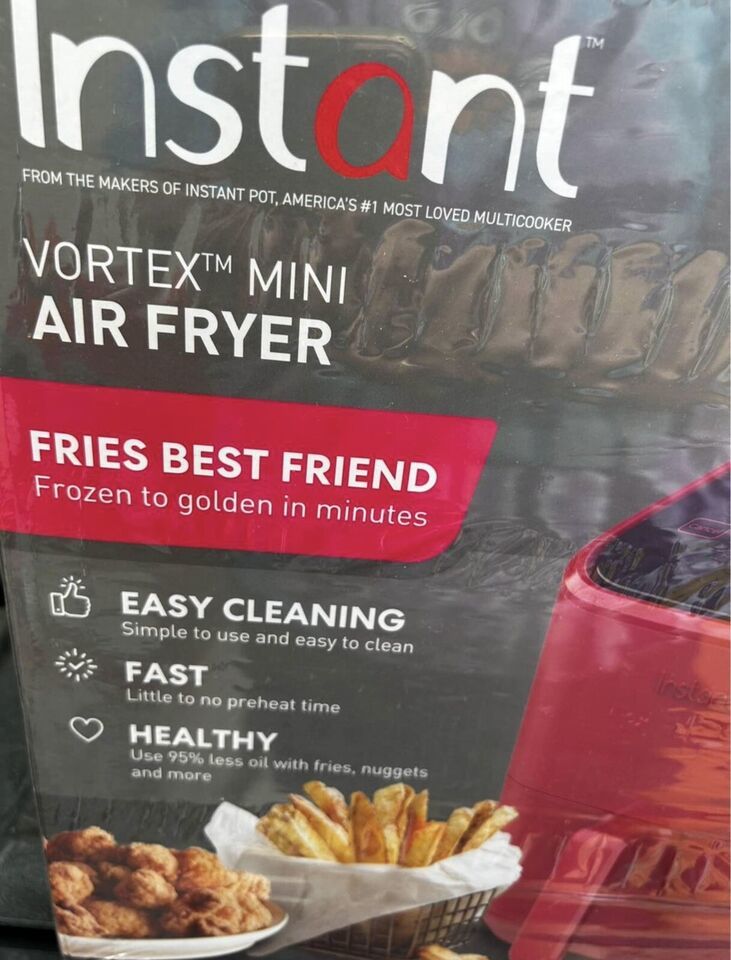 Instant™
FROM THE MAKERS OF INSTANT POT, AMERICA'S #1 MOST LOVED MULTICOOKER
VORTEX™ MINI
AIR FRYER
FRIES BEST FRIEND
Frozen to golden in minutes
EASY CLEANING
Simple to use and easy to clean
FAST
Little to no preheat time
HEALTHY
Use 95% less oil with fries, nuggets
and more